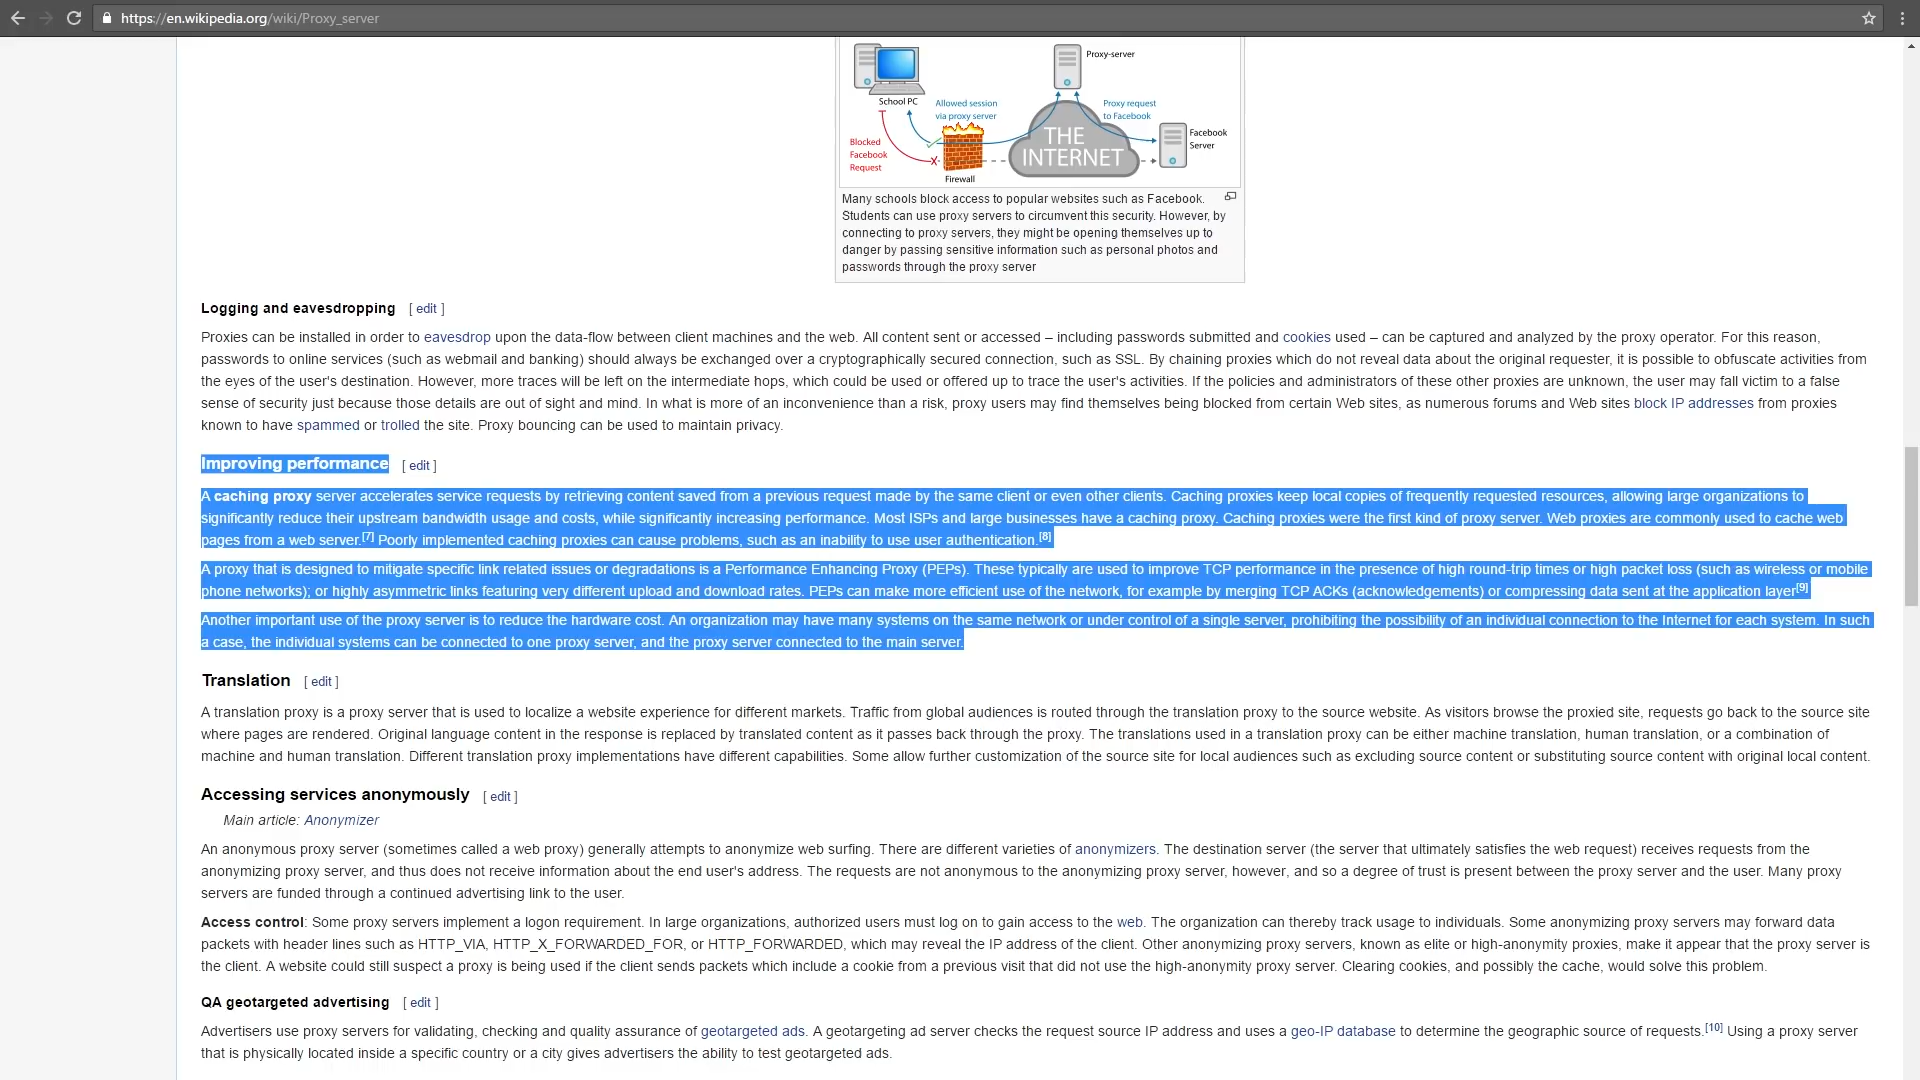 https://en.wikipedia.org/wiki/Proxy_server
Proxy-server
School PC
Allowed session
via proxy server
Proxy request
to Facebook
THE
INTERNET
Facebook
Server
Blocked
Facebook
Request
X
Firewall
Many schools block access to popular websites such as Facebook.
Students can use proxy servers to circumvent this security. However, by
connecting to proxy servers, they might be opening themselves up to
danger by passing sensitive information such as personal photos and
passwords through the proxy server
Logging and eavesdropping [ edit ]
Proxies can be installed in order to eavesdrop upon the data-flow between client machines and the web. All content sent or accessed – including passwords submitted and cookies used – can be captured and analyzed by the proxy operator. For this reason,
passwords to online services (such as webmail and banking) should always be exchanged over a cryptographically secured connection, such as SSL. By chaining proxies which do not reveal data about the original requester, it is possible to obfuscate activities from
the eyes of the user's destination. However, more traces will be left on the intermediate hops, which could be used or offered up to trace the user's activities. If the policies and administrators of these other proxies are unknown, the user may fall victim to a false
sense of security just because those details are out of sight and mind. In what is more of an inconvenience than a risk, proxy users may find themselves being blocked from certain Web sites, as numerous forums and Web sites block IP addresses from proxies
known to have spammed or trolled the site. Proxy bouncing can be used to maintain privacy.
Improving performance [ edit ]
A caching proxy server accelerates service requests by retrieving content saved from a previous request made by the same client or even other clients. Caching proxies keep local copies of frequently requested resources, allowing large organizations to
significantly reduce their upstream bandwidth usage and costs, while significantly increasing performance. Most ISPs and large businesses have a caching proxy. Caching proxies were the first kind of proxy server. Web proxies are commonly used to cache web
pages from a web server.[7] Poorly implemented caching proxies can cause problems, such as an inability to use user authentication.[8]
A proxy that is designed to mitigate specific link related issues or degradations is a Performance Enhancing Proxy (PEPs). These typically are used to improve TCP performance in the presence of high round-trip times or high packet loss (such as wireless or mobile
phone networks); or highly asymmetric links featuring very different upload and download rates. PEPs can make more efficient use of the network, for example by merging TCP ACKs (acknowledgements) or compressing data sent at the application layer[9]
Another important use of the proxy server is to reduce the hardware cost. An organization may have many systems on the same network or under control of a single server, prohibiting the possibility of an individual connection to the Internet for each system. In such
a case, the individual systems can be connected to one proxy server, and the proxy server connected to the main server.
Translation [ edit ]
A translation proxy is a proxy server that is used to localize a website experience for different markets. Traffic from global audiences is routed through the translation proxy to the source website. As visitors browse the proxied site, requests go back to the source site
where pages are rendered. Original language content in the response is replaced by translated content as it passes back through the proxy. The translations used in a translation proxy can be either machine translation, human translation, or a combination of
machine and human translation. Different translation proxy implementations have different capabilities. Some allow further customization of the source site for local audiences such as excluding source content or substituting source content with original local content.
Accessing services anonymously [ edit ]
Main article: Anonymizer
An anonymous proxy server (sometimes called a web proxy) generally attempts to anonymize web surfing. There are different varieties of anonymizers. The destination server (the server that ultimately satisfies the web request) receives requests from the
anonymizing proxy server, and thus does not receive information about the end user's address. The requests are not anonymous to the anonymizing proxy server, however, and so a degree of trust is present between the proxy server and the user. Many proxy
servers are funded through a continued advertising link to the user.
Access control: Some proxy servers implement a logon requirement. In large organizations, authorized users must log on to gain access to the web. The organization can thereby track usage to individuals. Some anonymizing proxy servers may forward data
packets with header lines such as HTTP_VIA, HTTP_X_FORWARDED_FOR, or HTTP_FORWARDED, which may reveal the IP address of the client. Other anonymizing proxy servers, known as elite or high-anonymity proxies, make it appear that the proxy server is
the client. A website could still suspect a proxy is being used if the client sends packets which include a cookie from a previous visit that did not use the high-anonymity proxy server. Clearing cookies, and possibly the cache, would solve this problem.
QA geotargeted advertising [ edit ]
Advertisers use proxy servers for validating, checking and quality assurance of geotargeted ads. A geotargeting ad server checks the request source IP address and uses a geo-IP database to determine the geographic source of requests.[10] Using a proxy server
that is physically located inside a specific country or a city gives advertisers the ability to test geotargeted ads.